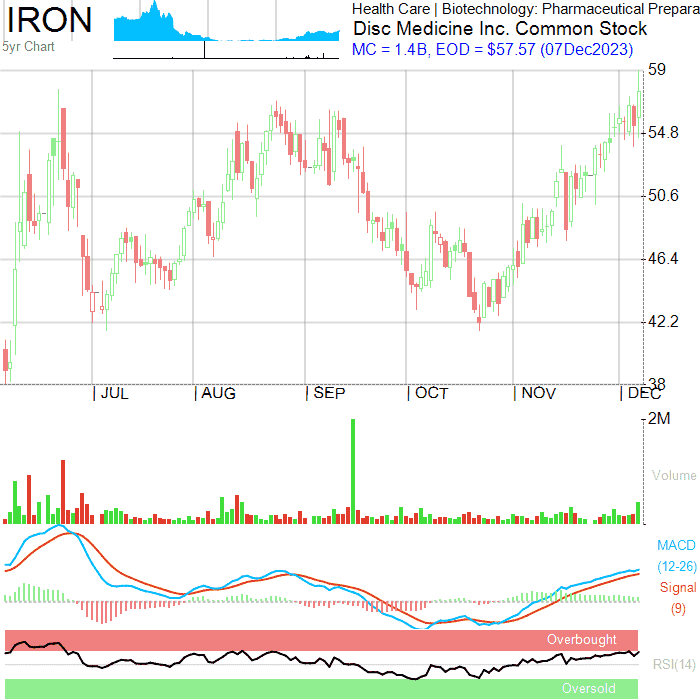 IRON
5yr Chart
Health Care | Biotechnology: Pharmaceutical Prepara
Disc Medicine Inc. Common Stock
MC = 1.4B, EOD = $57.57 (07Dec2023)
59
54.8
50.6
46.4
42.2
38
| JUL | AUG | SEP | OCT | NOV | DEC
2M
Volume
MACD
(12-26)
Signal
(9)
Overbought
RSI(14)
Oversold